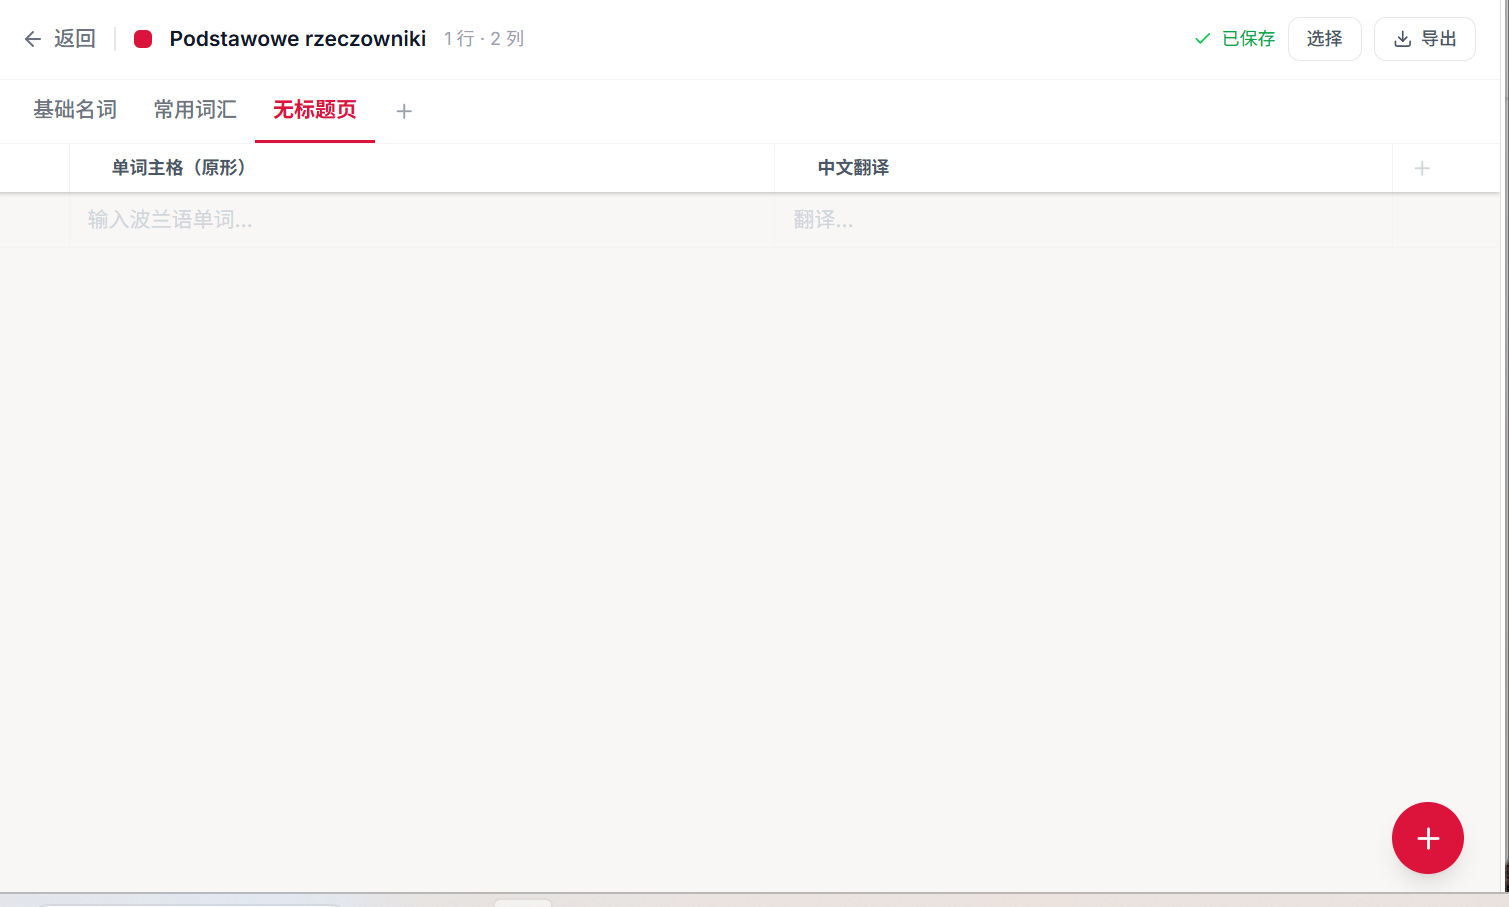 返回 Podstawowe rzeczowniki 1 行 · 2 列 已保存 选择 导出
基础名词 常用词汇 无标题页
单词主格（原形） 中文翻译
输入波兰语单词... 翻译...